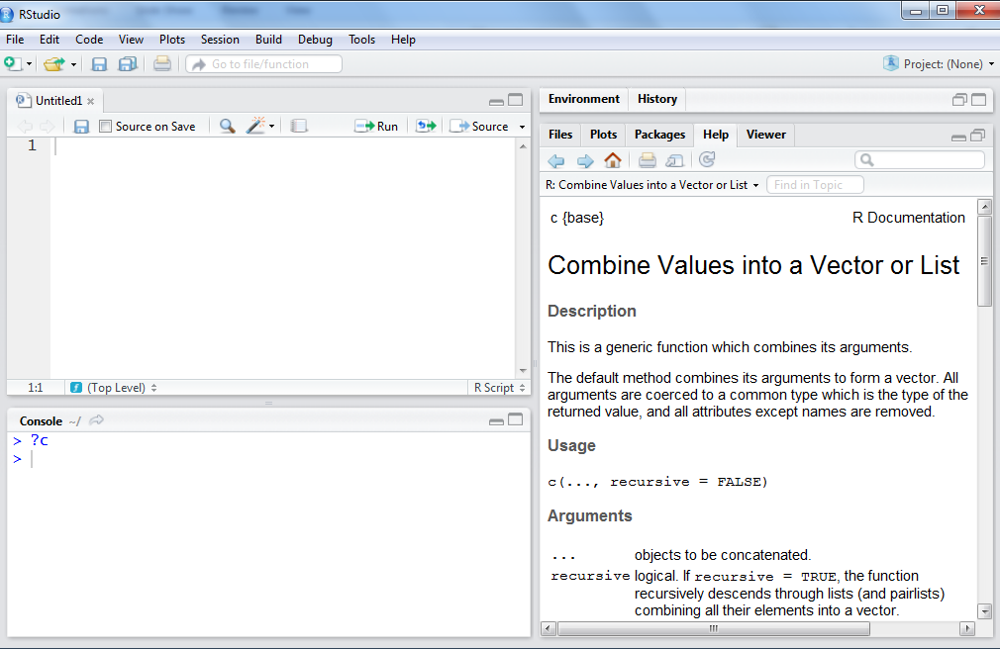 RStudio
File Edit Code View Plots Session Build Debug Tools Help
Go to file/function
Project: (None)
Untitled1
Source on Save
Run
Source
1
1:1
(Top Level)
R Script
Console ~/
> ?c
>
Environment History
Files Plots Packages Help Viewer
R: Combine Values into a Vector or List
Find in Topic
c {base}
R Documentation
Combine Values into a Vector or List
Description
This is a generic function which combines its arguments.
The default method combines its arguments to form a vector. All
arguments are coerced to a common type which is the type of the
returned value, and all attributes except names are removed.
Usage
c(..., recursive = FALSE)
Arguments
... objects to be concatenated.
recursive logical. If recursive = TRUE, the function
recursively descends through lists (and pairlists)
combining all their elements into a vector.